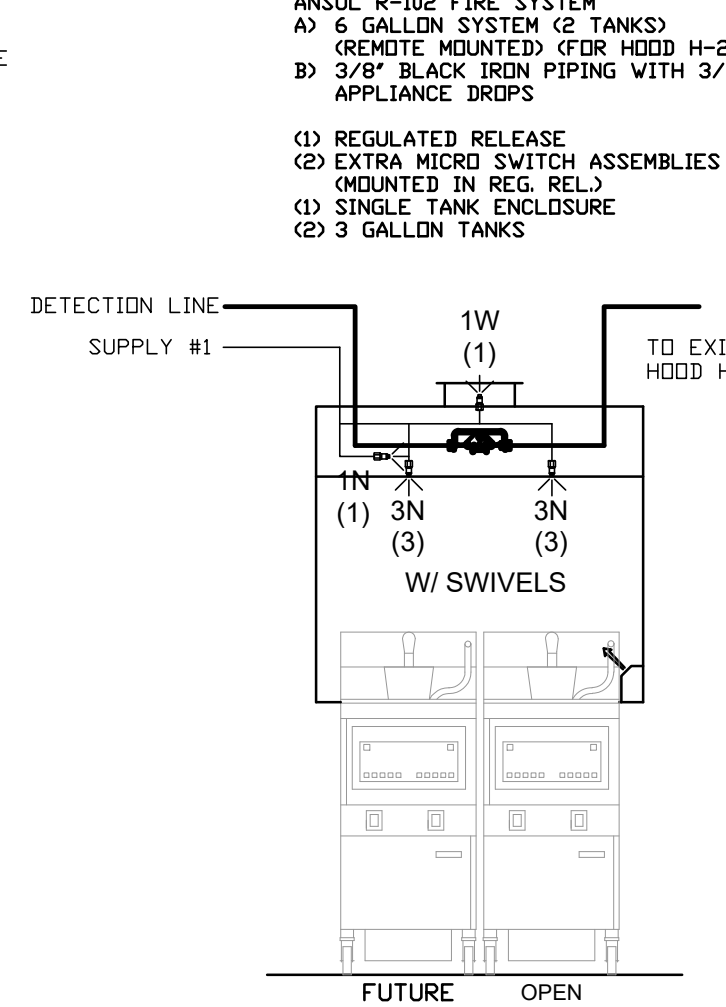 ANSUL R-102 FIRE SYSTEM
A) 6 GALLON SYSTEM (2 TANKS)
(REMOTE MOUNTED) (FOR HOOD H-2
B) 3/8" BLACK IRON PIPING WITH 3/
APPLIANCE DROPS
(1) REGULATED RELEASE
(2) EXTRA MICRO SWITCH ASSEMBLIES
(MOUNTED IN REG. REL.)
(1) SINGLE TANK ENCLOSURE
(2) 3 GALLON TANKS
DETECTION LINE
SUPPLY #1
1W
(1)
TO EXI
HOOD H
1N
(1)
3N
(3)
3N
(3)
W/ SWIVELS
FUTURE
OPEN